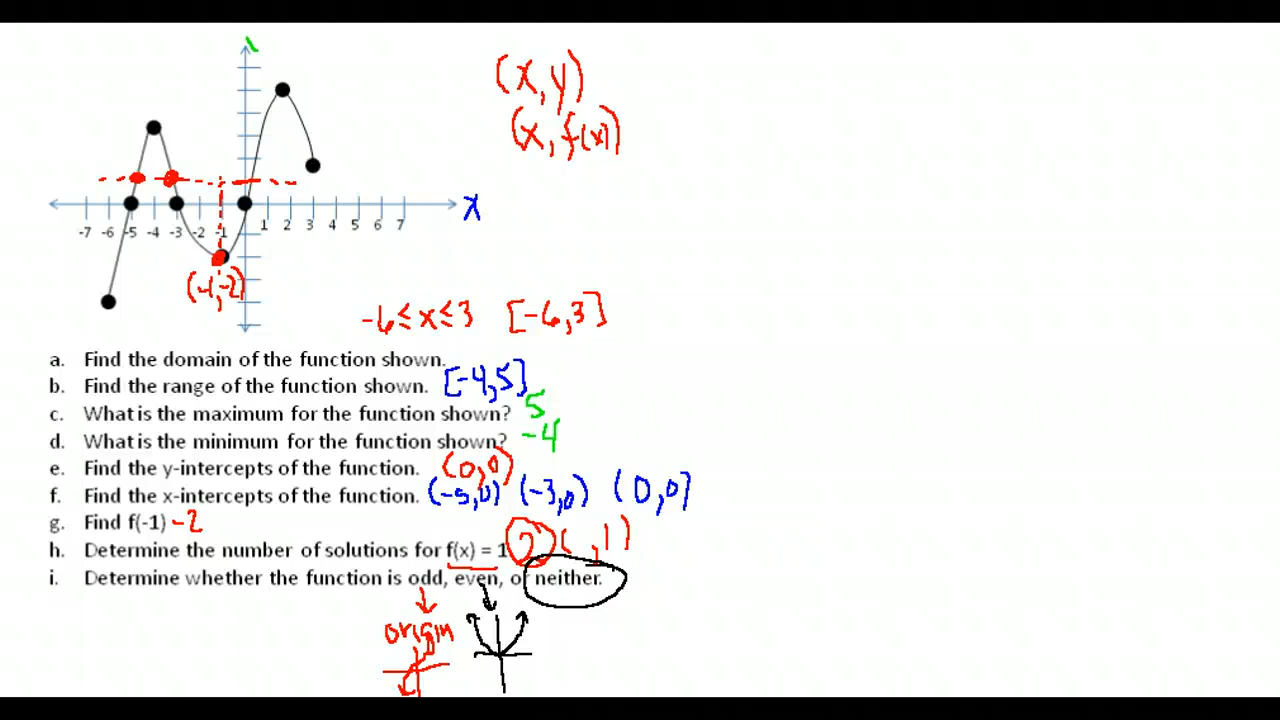 (x,y)
(x, f(x))
x
-7 -6 -5 -4 -3 -2 -1 1 2 3 4 5 6 7
(-1,-2)
-6≤x≤3 [-6,3]
a. Find the domain of the function shown.
b. Find the range of the function shown. [-4,5]
c. What is the maximum for the function shown? 5
d. What is the minimum for the function shown? -4
e. Find the y-intercepts of the function. (0,0)
f. Find the x-intercepts of the function. (-5,0) (-3,0) (0,0)
g. Find f(-1) -2
h. Determine the number of solutions for f(x) = 1 2 ( ,1)
i. Determine whether the function is odd, even, or neither.
origin